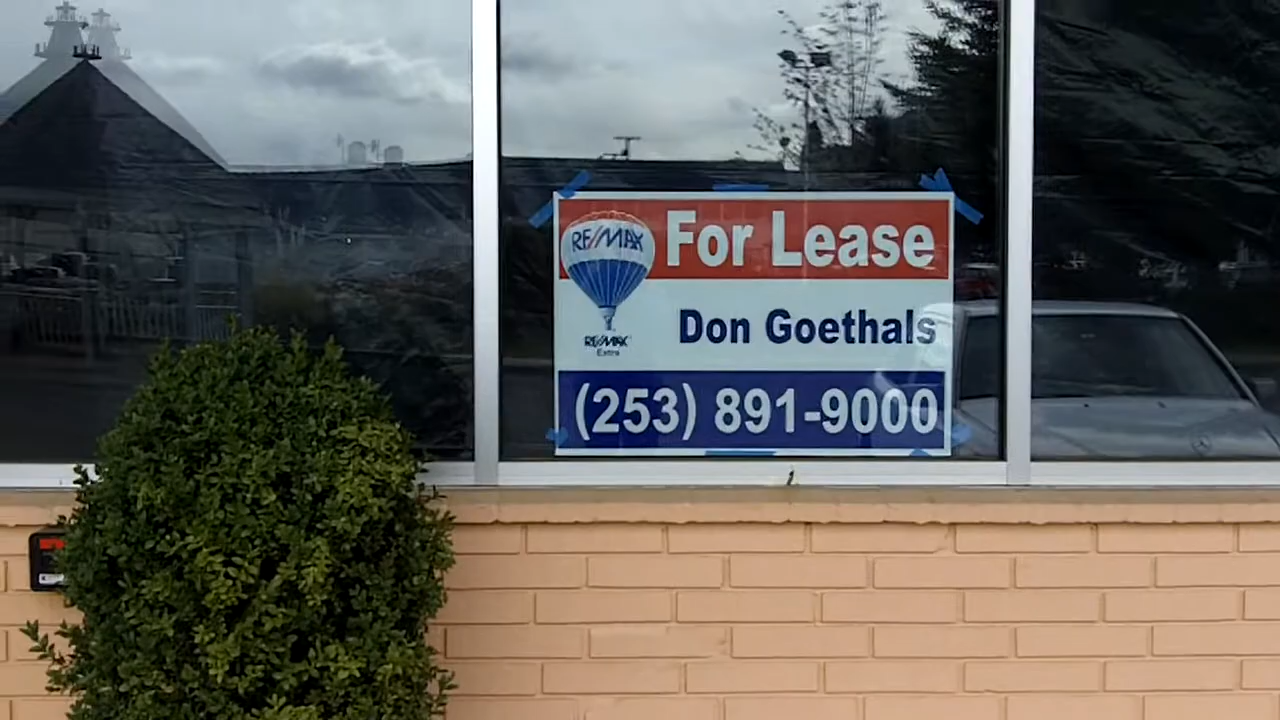 For Lease
RE/MAX
Don Goethals
RE/MAX
Extra
(253) 891-9000